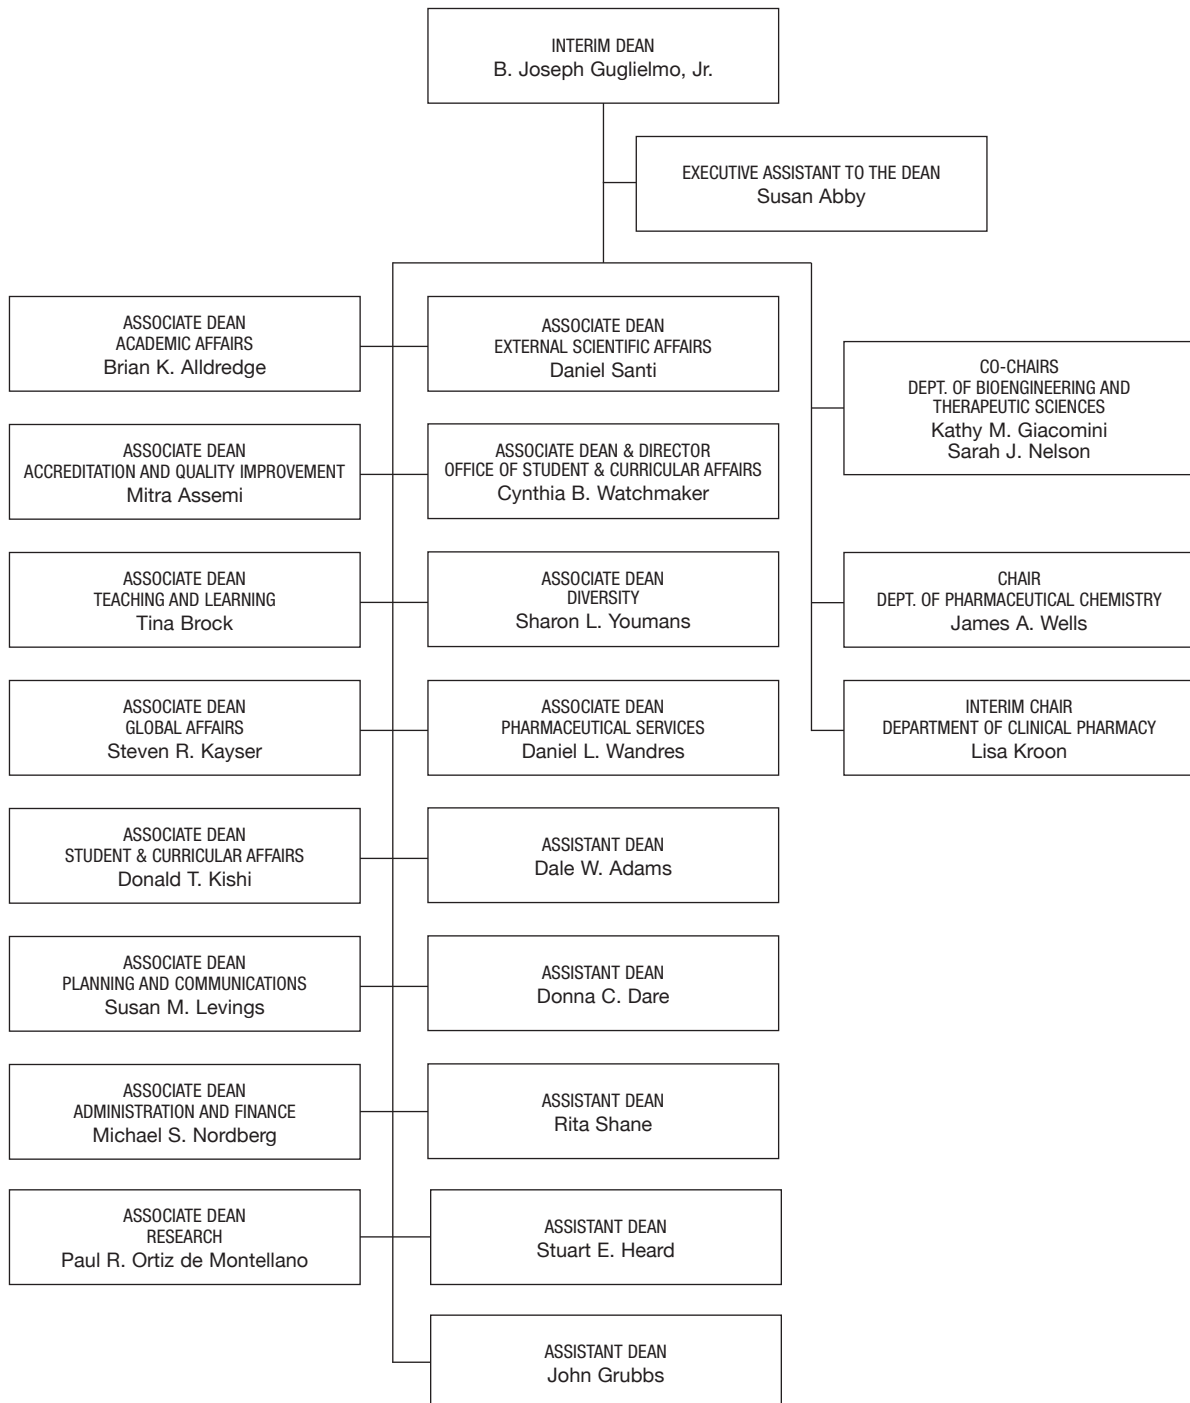 INTERIM DEAN
B. Joseph Guglielmo, Jr.
EXECUTIVE ASSISTANT TO THE DEAN
Susan Abby
ASSOCIATE DEAN
ACADEMIC AFFAIRS
Brian K. Alldredge
ASSOCIATE DEAN
EXTERNAL SCIENTIFIC AFFAIRS
Daniel Santi
CO-CHAIRS
DEPT. OF BIOENGINEERING AND
THERAPEUTIC SCIENCES
Kathy M. Giacomini
Sarah J. Nelson
ASSOCIATE DEAN
ACCREDITATION AND QUALITY IMPROVEMENT
Mitra Assemi
ASSOCIATE DEAN & DIRECTOR
OFFICE OF STUDENT & CURRICULAR AFFAIRS
Cynthia B. Watchmaker
ASSOCIATE DEAN
TEACHING AND LEARNING
Tina Brock
ASSOCIATE DEAN
DIVERSITY
Sharon L. Youmans
CHAIR
DEPT. OF PHARMACEUTICAL CHEMISTRY
James A. Wells
ASSOCIATE DEAN
GLOBAL AFFAIRS
Steven R. Kayser
ASSOCIATE DEAN
PHARMACEUTICAL SERVICES
Daniel L. Wandres
INTERIM CHAIR
DEPARTMENT OF CLINICAL PHARMACY
Lisa Kroon
ASSOCIATE DEAN
STUDENT & CURRICULAR AFFAIRS
Donald T. Kishi
ASSISTANT DEAN
Dale W. Adams
ASSOCIATE DEAN
PLANNING AND COMMUNICATIONS
Susan M. Levings
ASSISTANT DEAN
Donna C. Dare
ASSOCIATE DEAN
ADMINISTRATION AND FINANCE
Michael S. Nordberg
ASSISTANT DEAN
Rita Shane
ASSOCIATE DEAN
RESEARCH
Paul R. Ortiz de Montellano
ASSISTANT DEAN
Stuart E. Heard
ASSISTANT DEAN
John Grubbs